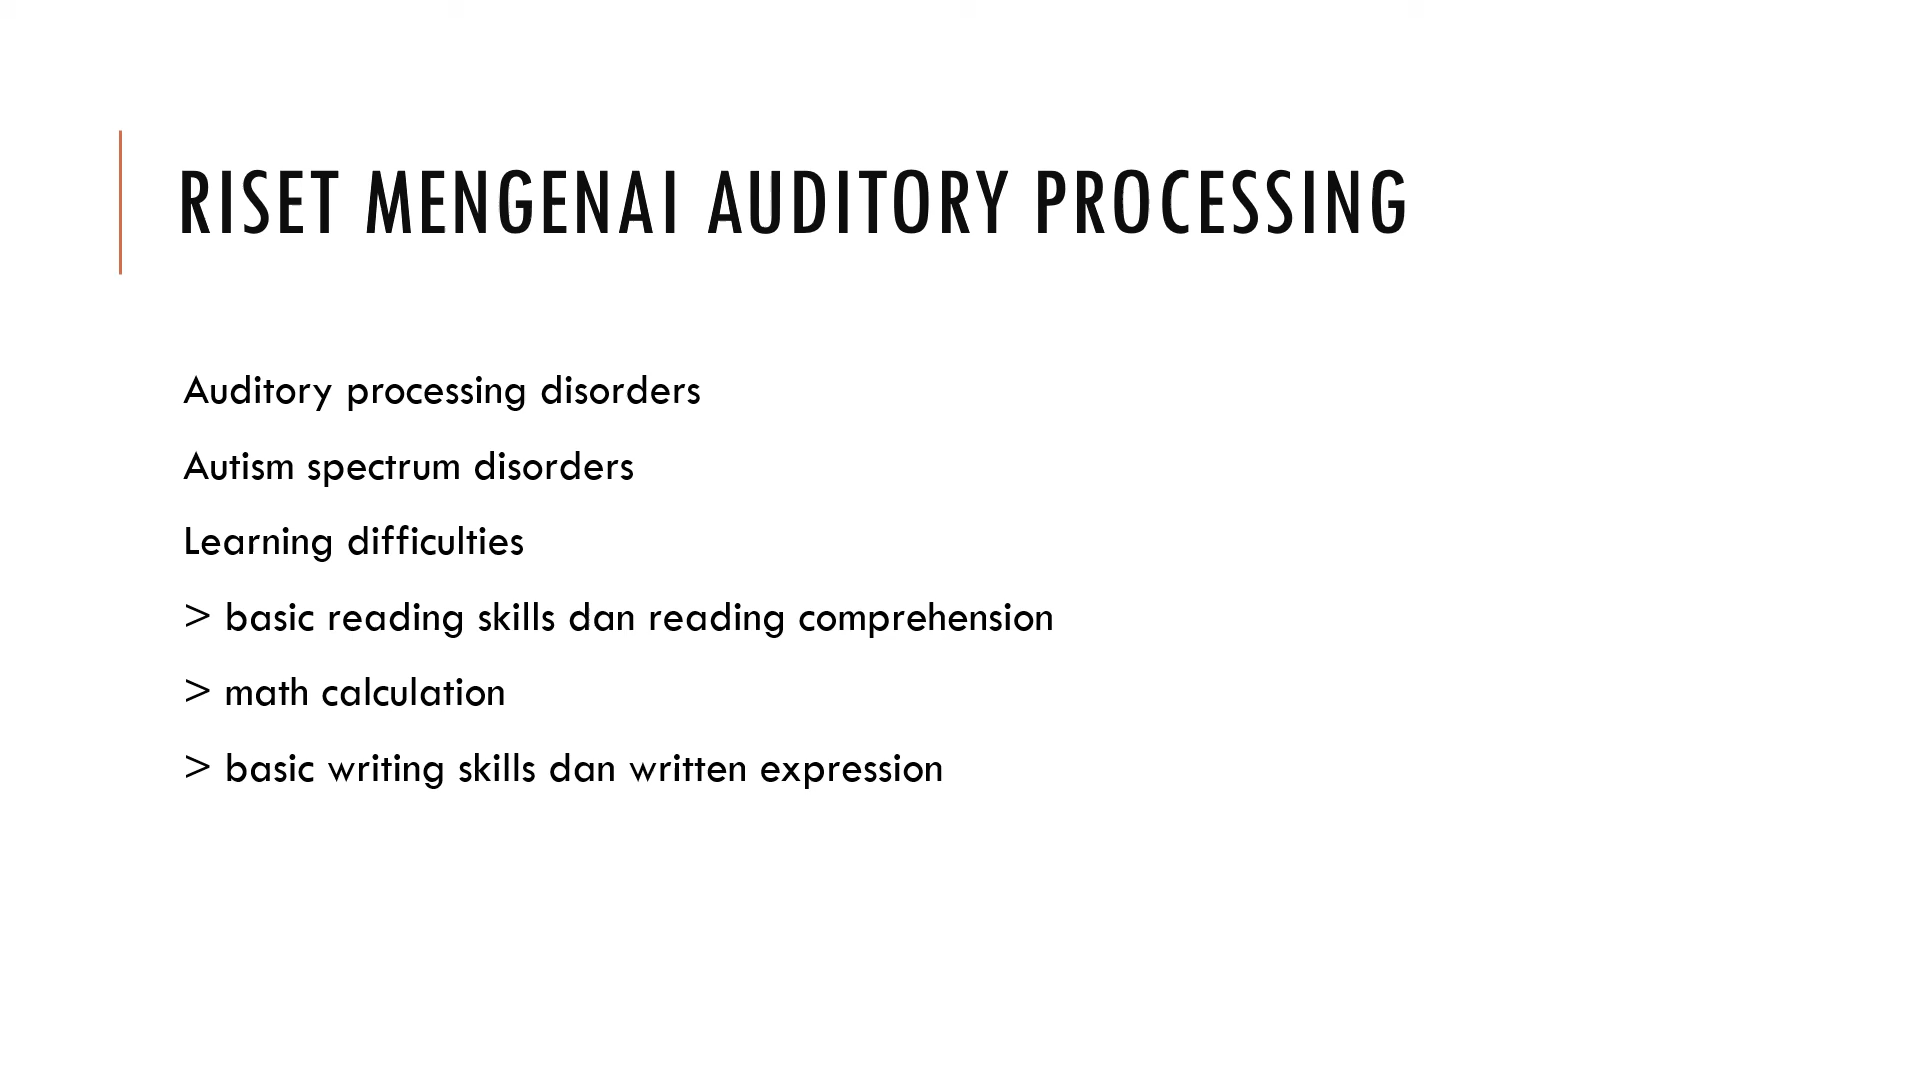 RISET MENGENAI AUDITORY PROCESSING
Auditory processing disorders
Autism spectrum disorders
Learning difficulties
> basic reading skills dan reading comprehension
> math calculation
> basic writing skills dan written expression